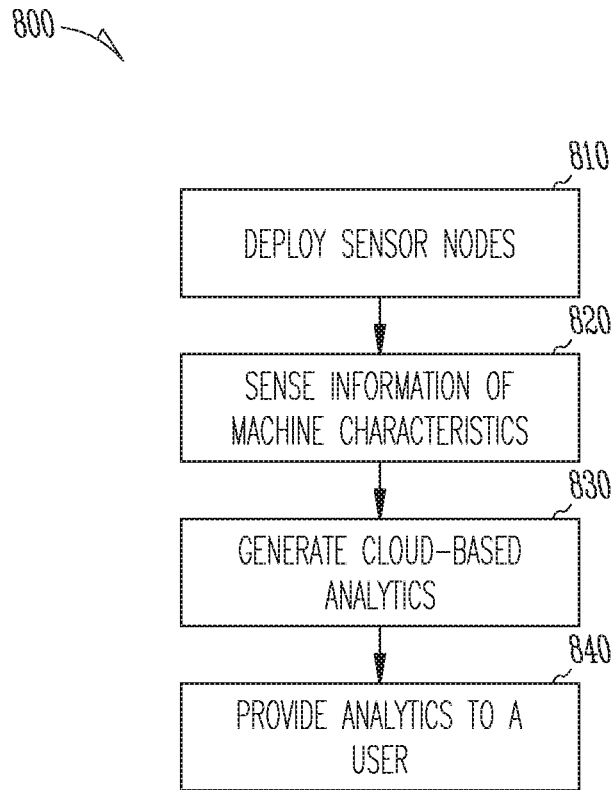 800
810
DEPLOY SENSOR NODES
820
SENSE INFORMATION OF
MACHINE CHARACTERISTICS
830
GENERATE CLOUD-BASED
ANALYTICS
840
PROVIDE ANALYTICS TO A
USER